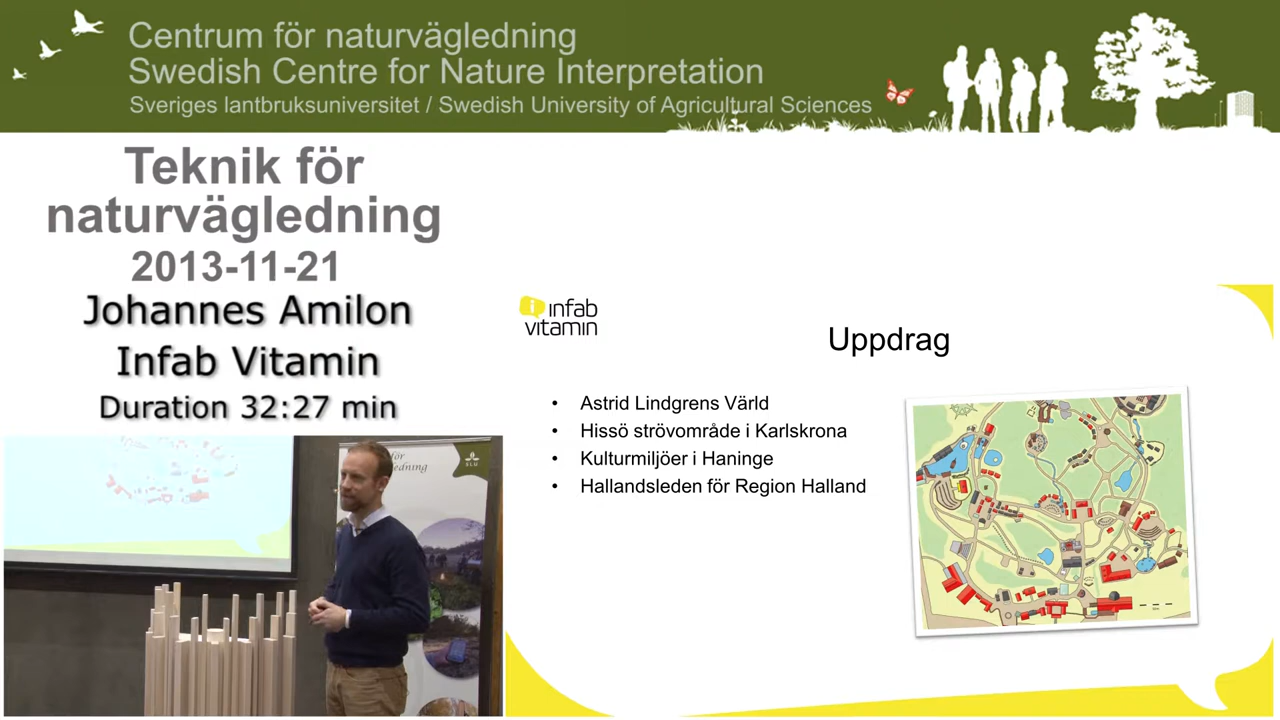 Centrum för naturvägledning
Swedish Centre for Nature Interpretation
Sveriges lantbruksuniversitet / Swedish University of Agricultural Sciences
Teknik för
naturvägledning
2013-11-21
Johannes Amilon
Infab Vitamin
Duration 32:27 min
i infab
vitamin
Uppdrag
• Astrid Lindgrens Värld
• Hissö strövområde i Karlskrona
• Kulturmiljöer i Haninge
• Hallandsleden för Region Halland
för
SLU